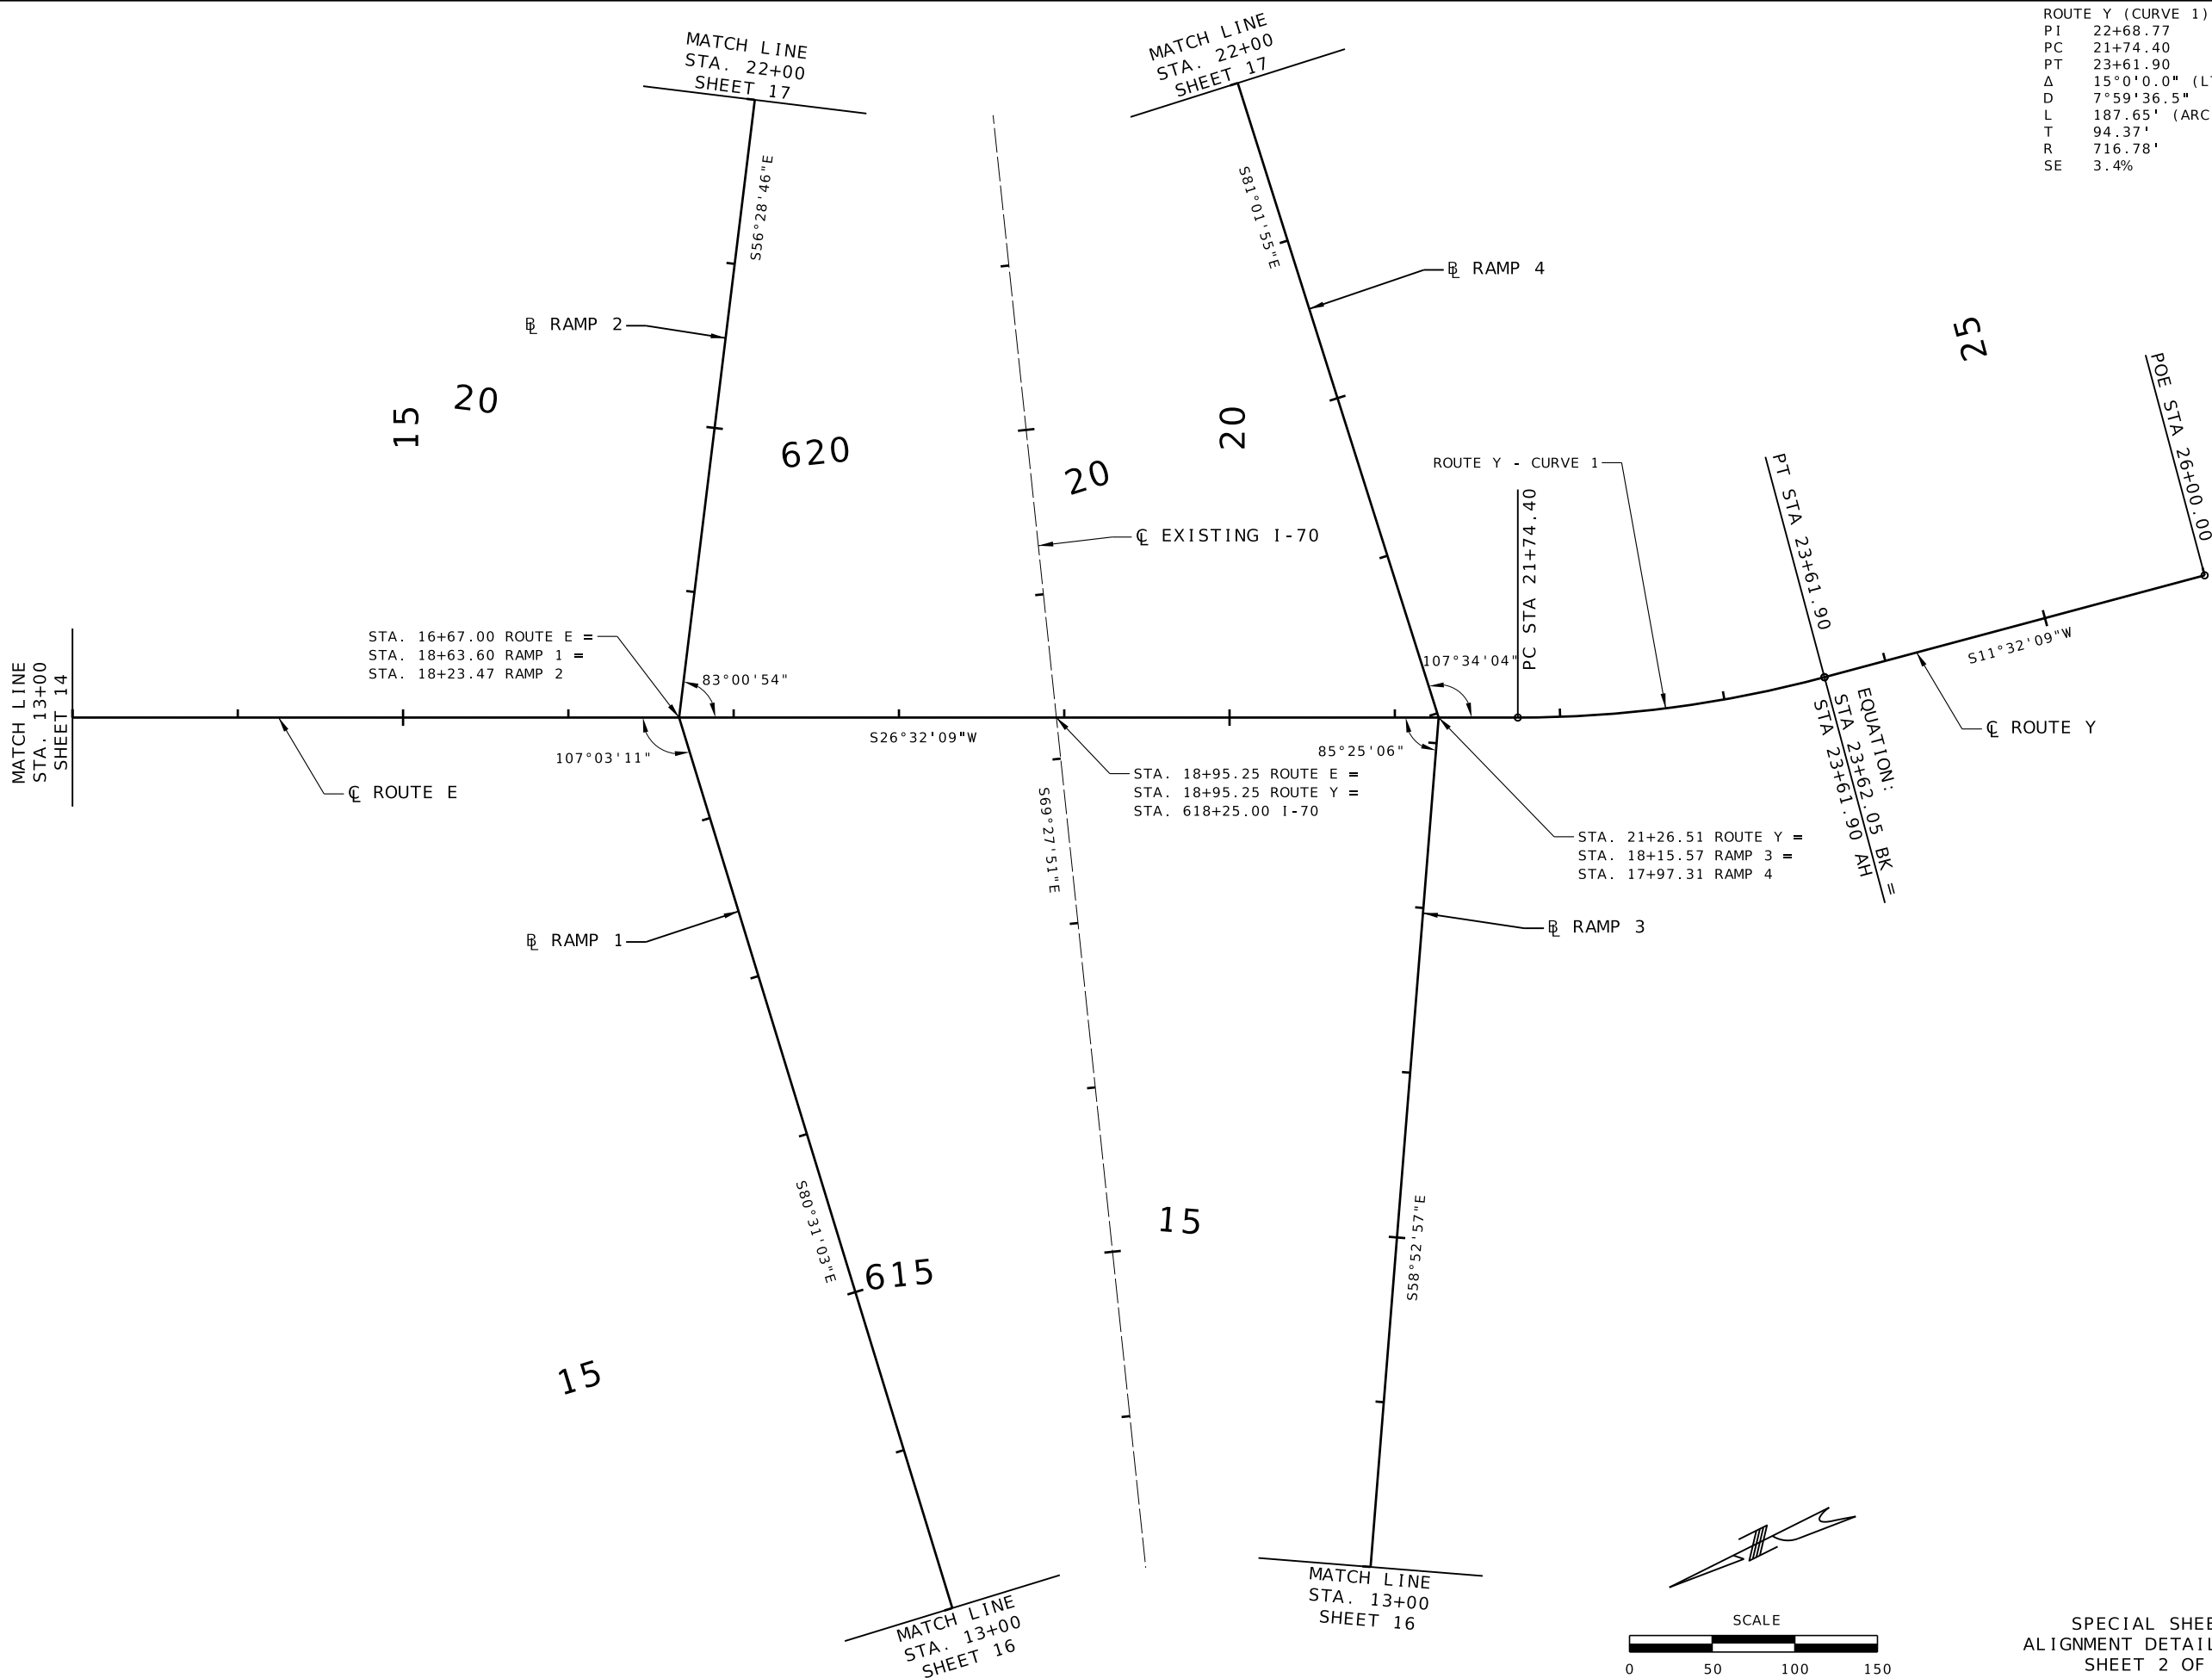 ROUTE Y (CURVE 1)
PI 22+68.77
PC 21+74.40
PT 23+61.90
Δ 15°0'0.0"
D 7°59'36.5"
L 187.65'
T 94.37'
R 716.78'
SE 3.4%
MATCH LINE
STA. 22+00
SHEET 17
MATCH LINE
STA. 22+00
SHEET 17
S56°28'46"E
S81°01'55"E
℄ RAMP 4
BL RAMP 2
25
15
20
620
20
20
ROUTE Y - CURVE 1
POE STA 26+00.00
PT STA 23+61.90
PC STA 21+74.40
℄ EXISTING I-70
STA. 16+67.00 ROUTE E =
STA. 18+63.60 RAMP 1 =
STA. 18+23.47 RAMP 2
83°00'54"
107°34'04"
S11°32'09"W
MATCH LINE
STA. 13+00
SHEET 14
107°03'11"
S26°32'09"W
85°25'06"
℄ ROUTE E
STA. 18+95.25 ROUTE E =
STA. 18+95.25 ROUTE Y =
STA. 618+25.00 I-70
EQUATION:
STA 23+62.05 BK =
STA 23+61.90 AH
℄ ROUTE Y
STA. 21+26.51 ROUTE Y =
STA. 18+15.57 RAMP 3 =
STA. 17+97.31 RAMP 4
S69°27'51"E
BL RAMP 1
BL RAMP 3
S80°31'03"E
S58°52'57"E
15
615
15
MATCH LINE
STA. 13+00
SHEET 16
MATCH LINE
STA. 13+00
SHEET 16
SCALE
0 50 100 150
SPECIAL
ALIGNMENT
SHEET 2 OF